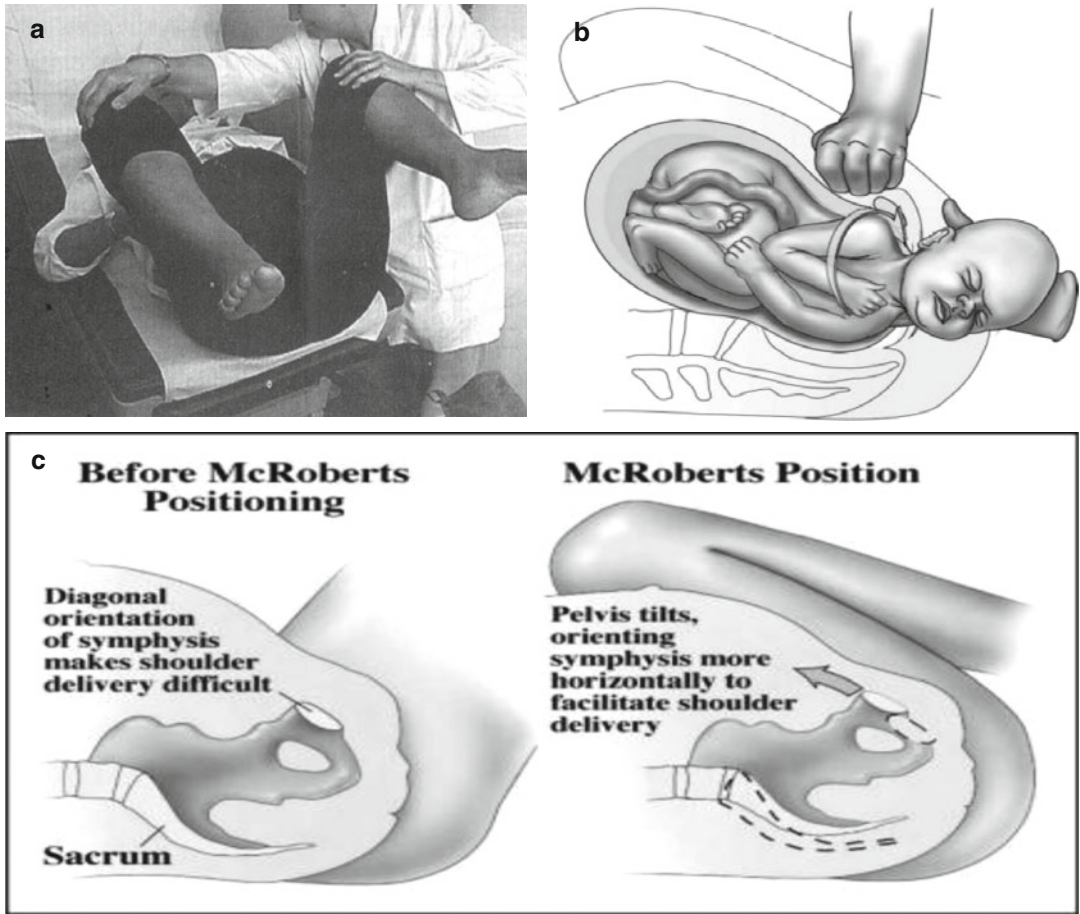 a
b
c
Before McRoberts
Positioning
Diagonal
orientation
of symphysis
makes shoulder
delivery difficult
Sacrum
McRoberts Position
Pelvis tilts,
orienting
symphysis more
horizontally to
facilitate shoulder
delivery